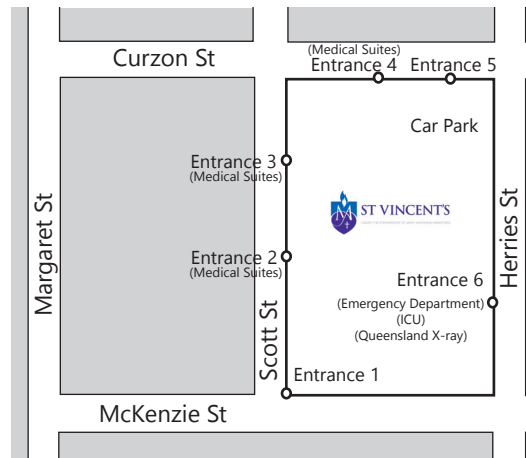 Curzon St
(Medical Suites)
Entrance 4
Entrance 5
Car Park
Entrance 3
(Medical Suites)
ST VINCENT'S
Margaret St
Herries St
Entrance 2
(Medical Suites)
Entrance 6
(Emergency Department)
(ICU)
(Queensland X-ray)
Scott St
Entrance 1
McKenzie St